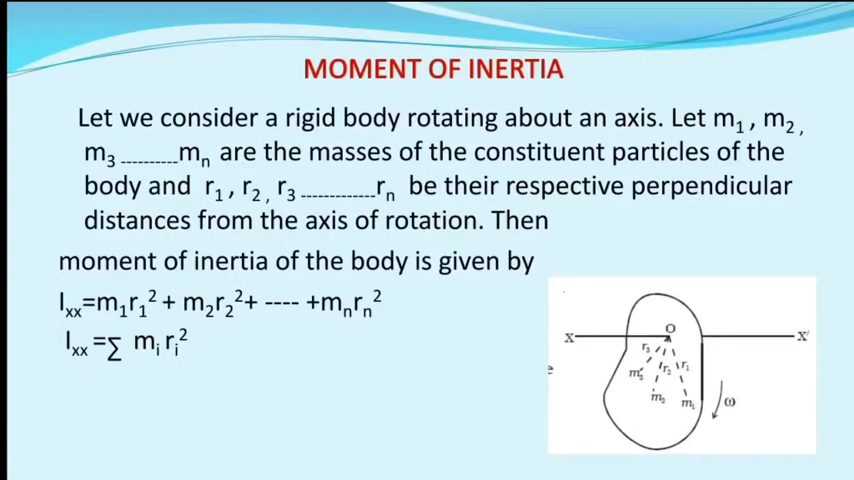 MOMENT OF INERTIA
Let we consider a rigid body rotating about an axis. Let m₁ , m₂ ,
m₃ ----------mₙ are the masses of the constituent particles of the
body and r₁ , r₂ , r₃ -------------rₙ be their respective perpendicular
distances from the axis of rotation. Then
moment of inertia of the body is given by
Iₓₓ=m₁r₁² + m₂r₂²+ ---- +mₙrₙ²
Iₓₓ =∑ mᵢ rᵢ²
O
X X'
r₃ r₂ r₁
m₃ m₂ m₁ ω
e